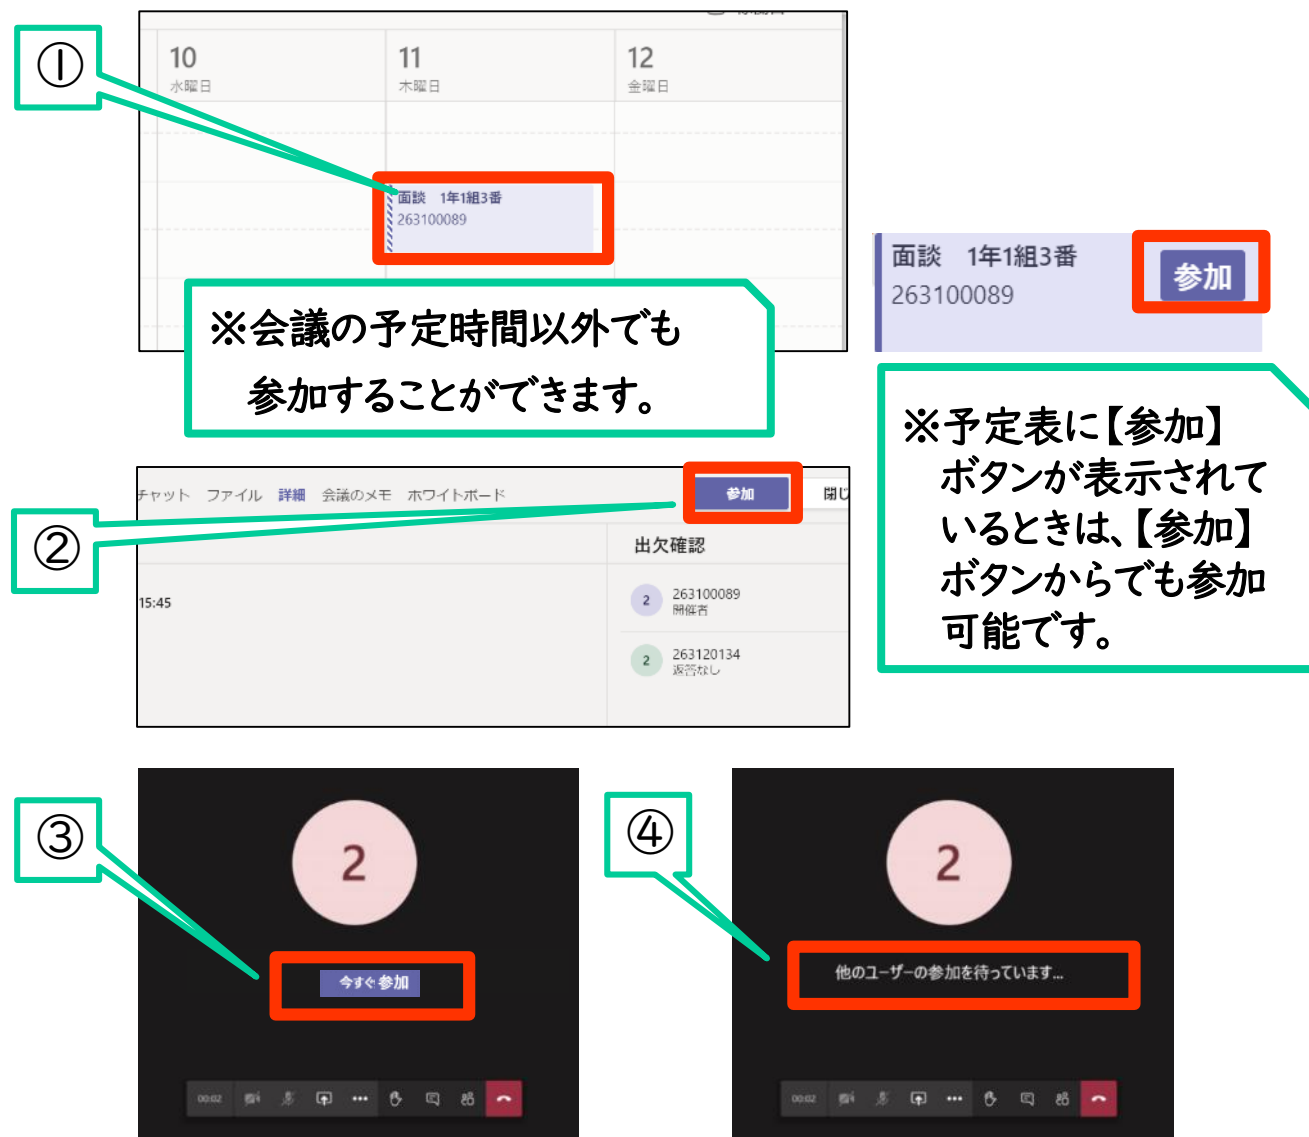 ①
10
水曜日
11
木曜日
12
金曜日
面談 1年1組3番
263100089
※会議の予定時間以外でも
参加することができます。
面談 1年1組3番
263100089
参加
※予定表に【参加】
ボタンが表示されて
いるときは、【参加】
ボタンからでも参加
可能です。
②
チャット ファイル 詳細 会議のメモ ホワイトボード
参加
閉じ
出欠確認
15:45
2
263100089
開催者
2
263120134
返答なし
③
2
今すぐ参加
00:02
④
2
他のユーザーの参加を待っています...
00:02